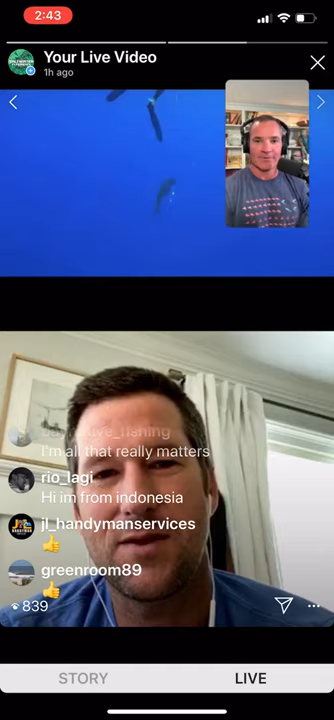 2:43
Your Live Video
1h ago
I'm all that really matters
rio_lagi
Hi im from indonesia
jl_handymanservices
👍
greenroom89
👍
839
STORY
LIVE